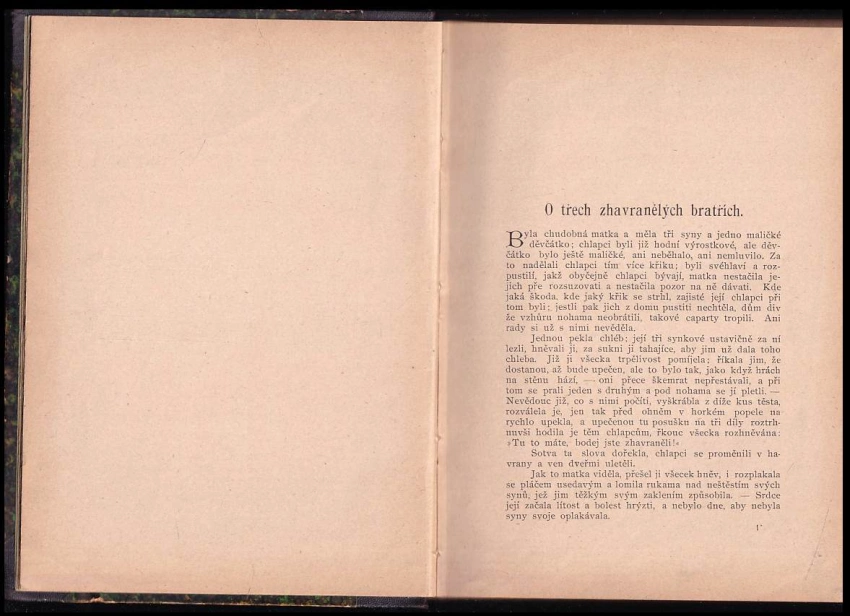 O třech zhavranělých bratřích.
Byla chudobná matka a měla tři syny a jedno maličké
děvčátko; chlapci byli již hodní výrostkové, ale děv-
čátko bylo ještě maličké, ani neběhalo, ani nemluvilo. Za
to nadělali chlapci tím více křiku; byli svéhlaví a roz-
pustilí, jakž obyčejně chlapci bývají, matka nestačila je-
jich pře rozsuzovati a nestačila pozor na ně dávati. Kde
jaká škoda, kde jaký křik se strhl, zajisté její chlapci při
tom byli; jestli pak jich z domu pustiti nechtěla, dům div
že vzhůru nohama neobrátili, takové caparty tropili. Ani
rady si už s nimi nevěděla.
Jednou pekla chléb; její tři synkové ustavičně za ní
lezli, hněvali ji, za sukni ji tahajíce, aby jim už dala toho
chleba. Již jí všecka trpělivost pomíjela; říkala jim, že
dostanou, až bude upečen, ale to bylo tak, jako když hrách
na stěnu hází, — oni přece škemrat nepřestávali, a při
tom se prali jeden s druhým a pod nohama se jí pletli. —
Nevědouc již, co s nimi počíti, vyškrábla z díže kus těsta,
rozválela je, jen tak před ohněm v horkém popele na
rychlo upekla, a upečenou tu posušku na tři díly roztrh-
nuvši hodila je těm chlapcům, řkouc všecka rozhněvána:
»Tu to máte, bodej jste zhavraněli!«
Sotva ta slova dořekla, chlapci se proměnili v ha-
vrany a ven dveřmi uletěli.
Jak to matka viděla, přešel ji všecek hněv, i rozplakala
se pláčem usedavým a lomila rukama nad neštěstím svých
synů, jež jim těžkým svým zaklením způsobila. — Srdce
její začala lítost a bolest hrýzti, a nebylo dne, aby nebyla
syny svoje oplakávala.
1*